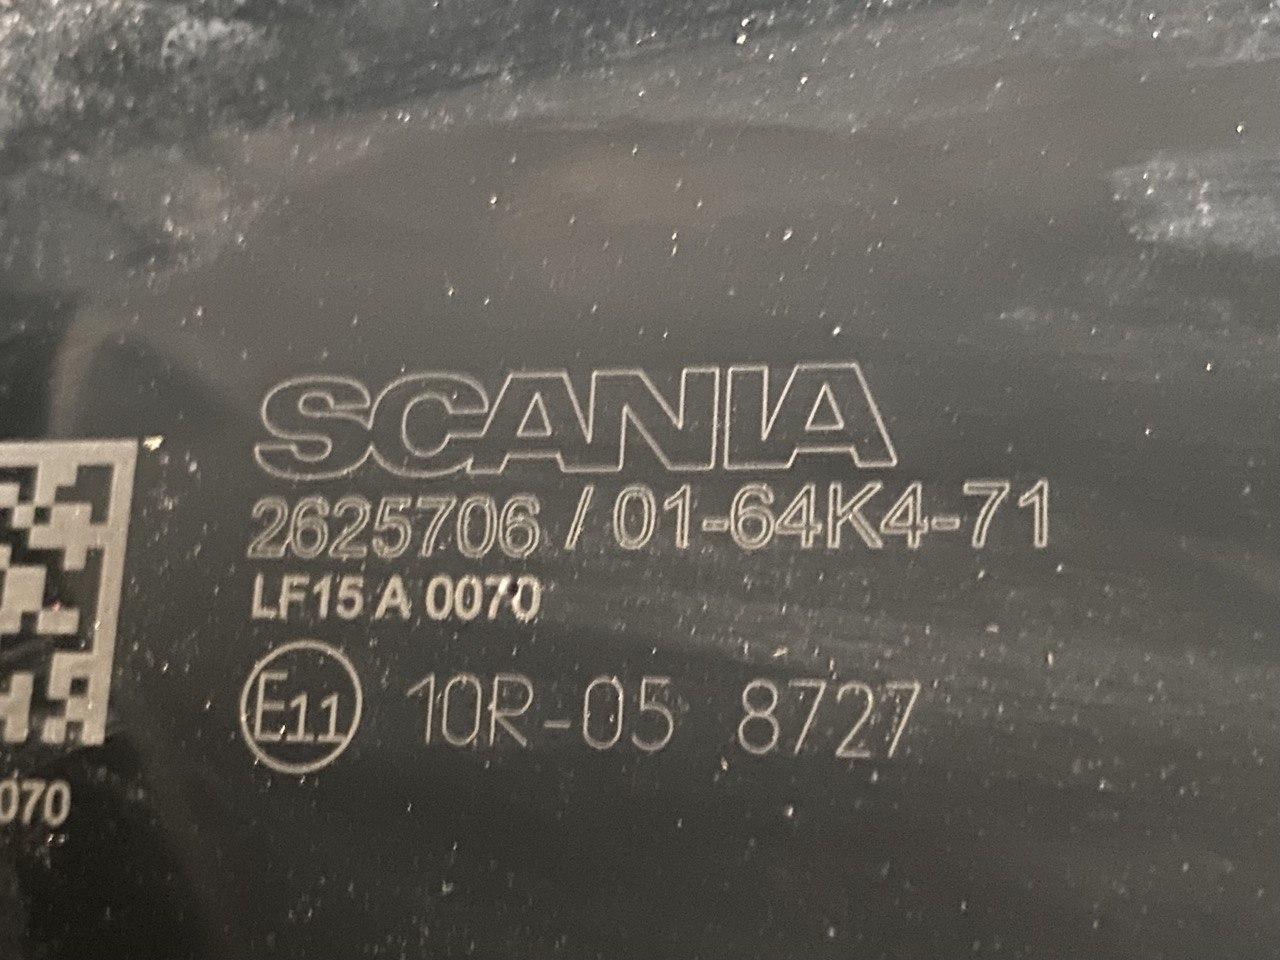 SCANIA
2625706 / 01-64K4-71
LF15 A 0070
E11 10R-05 8727
070